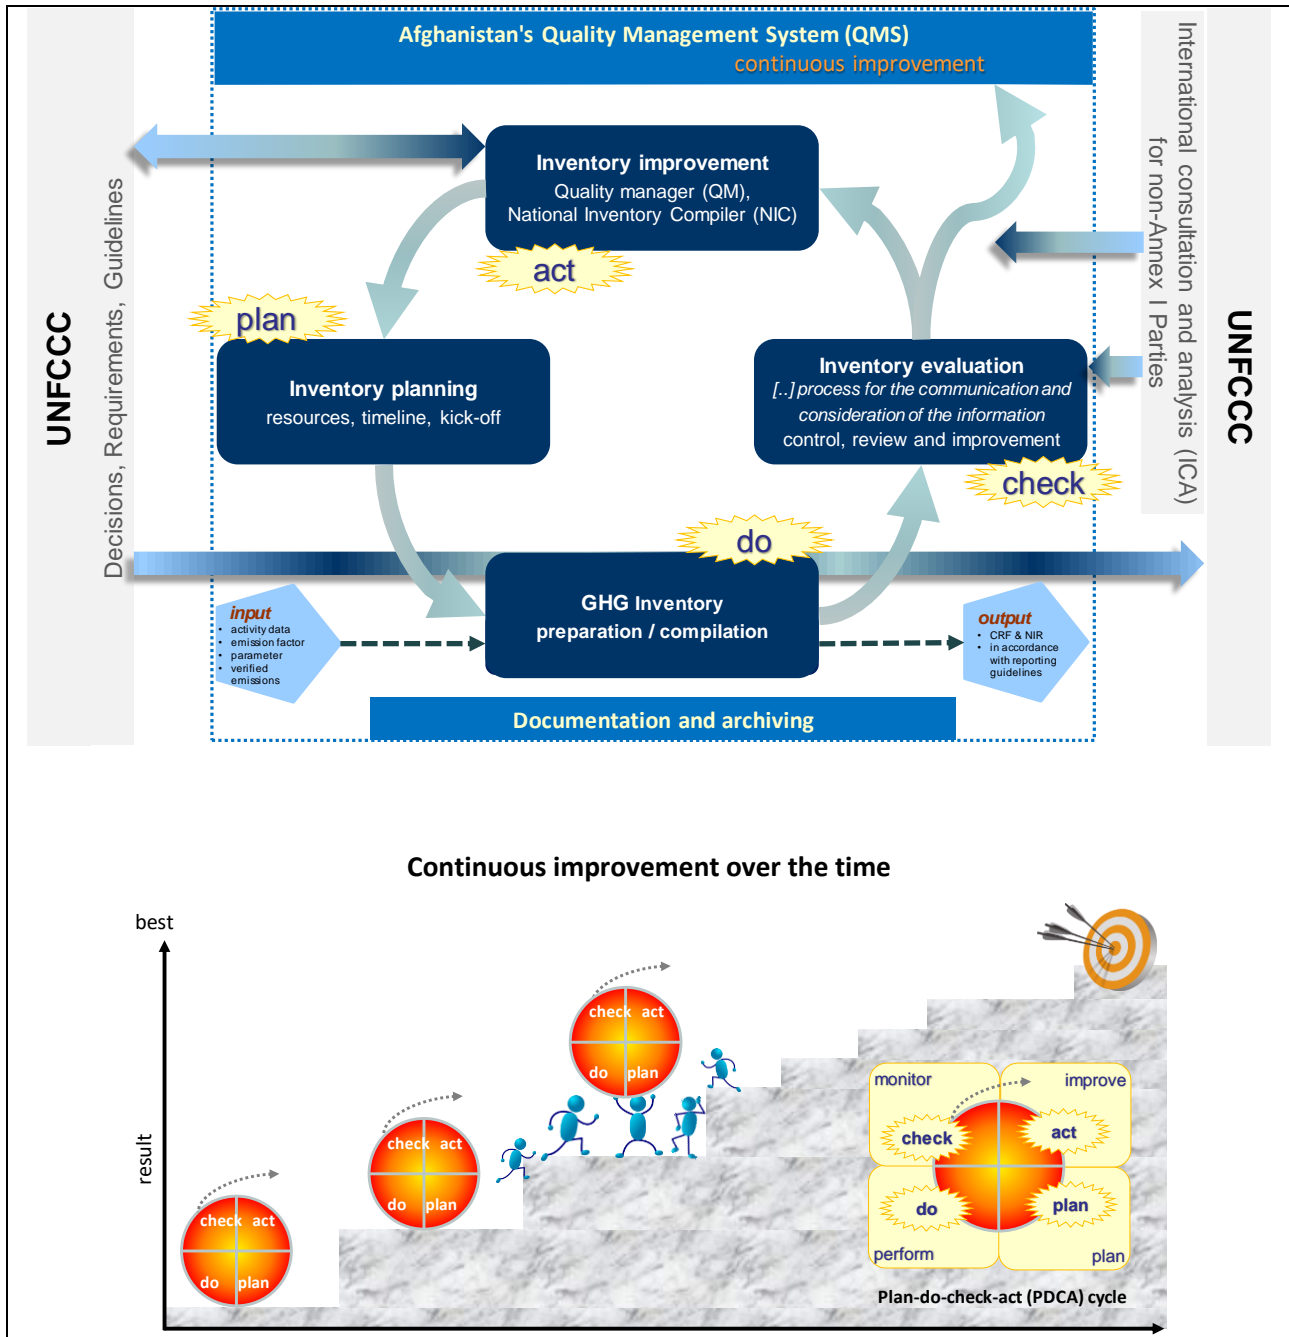 Afghanistan's Quality Management System (QMS)
continuous improvement
UNFCCC
Decisions, Requirements, Guidelines
International consultation and analysis (ICA)
for non-Annex I Parties
UNFCCC
Inventory improvement
Quality manager (QM),
National Inventory Compiler (NIC)
act
plan
Inventory planning
resources, timeline, kick-off
Inventory evaluation
[..] process for the communication and
consideration of the information
control, review and improvement
check
do
GHG Inventory
preparation / compilation
input
• activity data
• emission factor
• parameter
• verified
emissions
output
• CRF & NIR
• in accordance
with reporting
guidelines
Documentation and archiving
Continuous improvement over the time
best
result
check act
do plan
check act
do plan
check act
do plan
monitor
improve
check
act
do
plan
perform
plan
Plan-do-check-act (PDCA) cycle